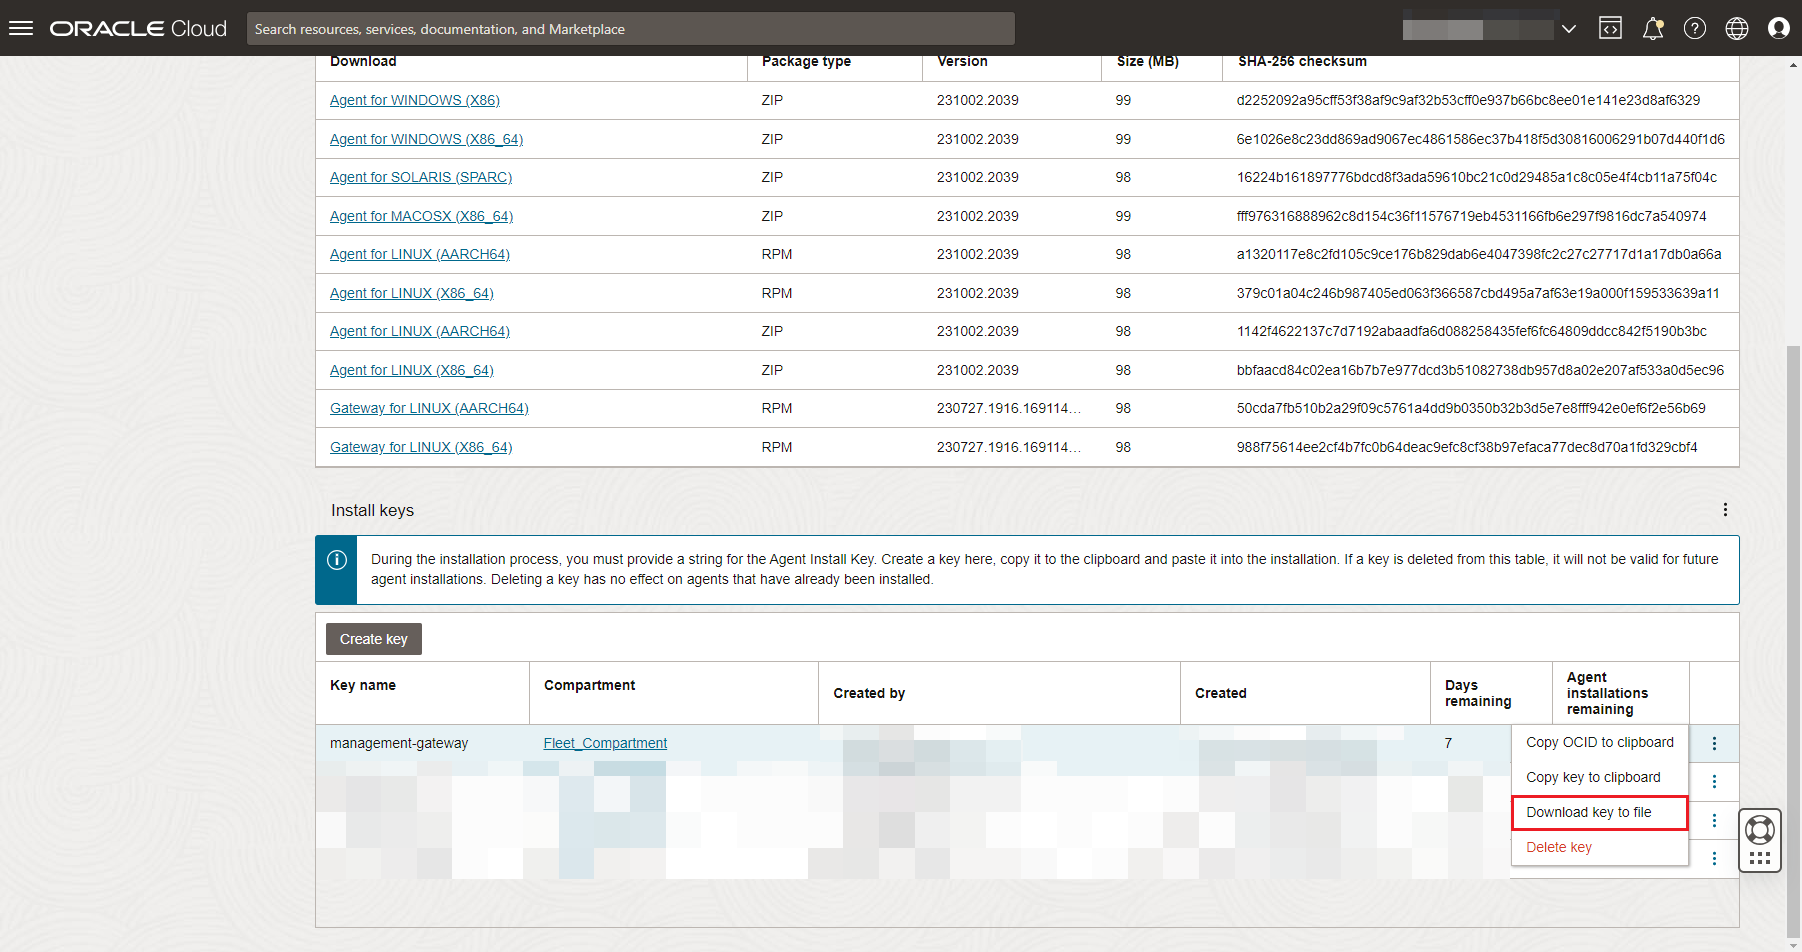 ORACLE Cloud
Search resources, services, documentation, and Marketplace
Download Package type Version Size (MB) SHA-256 checksum
Agent for WINDOWS (X86) ZIP 231002.2039 99 d2252092a95cff53f38af9c9af32b53cff0e937b66bc8ee01e141e23d8af6329
Agent for WINDOWS (X86_64) ZIP 231002.2039 99 6e1026e8c23dd869ad9067ec4861586ec37b418f5d30816006291b07d440f1d6
Agent for SOLARIS (SPARC) ZIP 231002.2039 98 16224b161897776bdcd8f3ada59610bc21c0d29485a1c8c05e4f4cb11a75f04c
Agent for MACOSX (X86_64) ZIP 231002.2039 99 fff976316888962c8d154c36f11576719eb4531166fb6e297f9816dc7a540974
Agent for LINUX (AARCH64) RPM 231002.2039 98 a1320117e8c2fd105c9ce176b829dab6e4047398fc2c27c27717d1a17db0a66a
Agent for LINUX (X86_64) RPM 231002.2039 98 379c01a04c246b987405ed063f366587cbd495a7af63e19a000f159533639a11
Agent for LINUX (AARCH64) ZIP 231002.2039 98 1142f4622137c7d7192abaadfa6d088258435fef6fc64809ddcc842f5190b3bc
Agent for LINUX (X86_64) ZIP 231002.2039 98 bbfaacd84c02ea16b7b7e977dcd3b51082738db957d8a02e207af533a0d5ec96
Gateway for LINUX (AARCH64) RPM 230727.1916.169114... 98 50cda7fb510b2a29f09c5761a4dd9b0350b32b3d5e7e8fff942e0ef6f2e56b69
Gateway for LINUX (X86_64) RPM 230727.1916.169114... 98 988f75614ee2cf4b7fc0b64deac9efc8cf38b97efaca77dec8d70a1fd329cbf4
Install keys
During the installation process, you must provide a string for the Agent Install Key. Create a key here, copy it to the clipboard and paste it into the installation. If a key is deleted from this table, it will not be valid for future
agent installations. Deleting a key has no effect on agents that have already been installed.
Create key
Key name Compartment Created by Created Days remaining Agent installations remaining
management-gateway Fleet_Compartment 7
Copy OCID to clipboard
Copy key to clipboard
Download key to file
Delete key